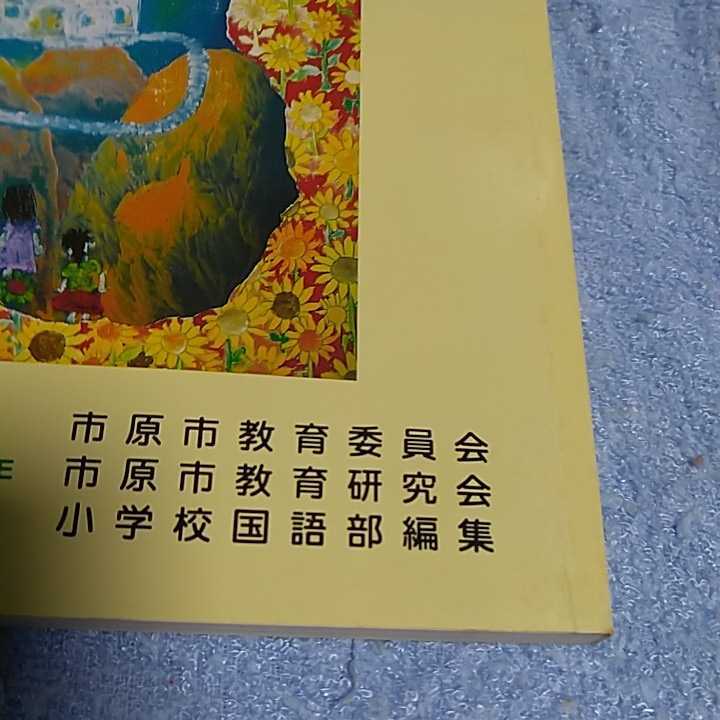 市原市教育委員会
市原市教育研究会
小学校国語部編集